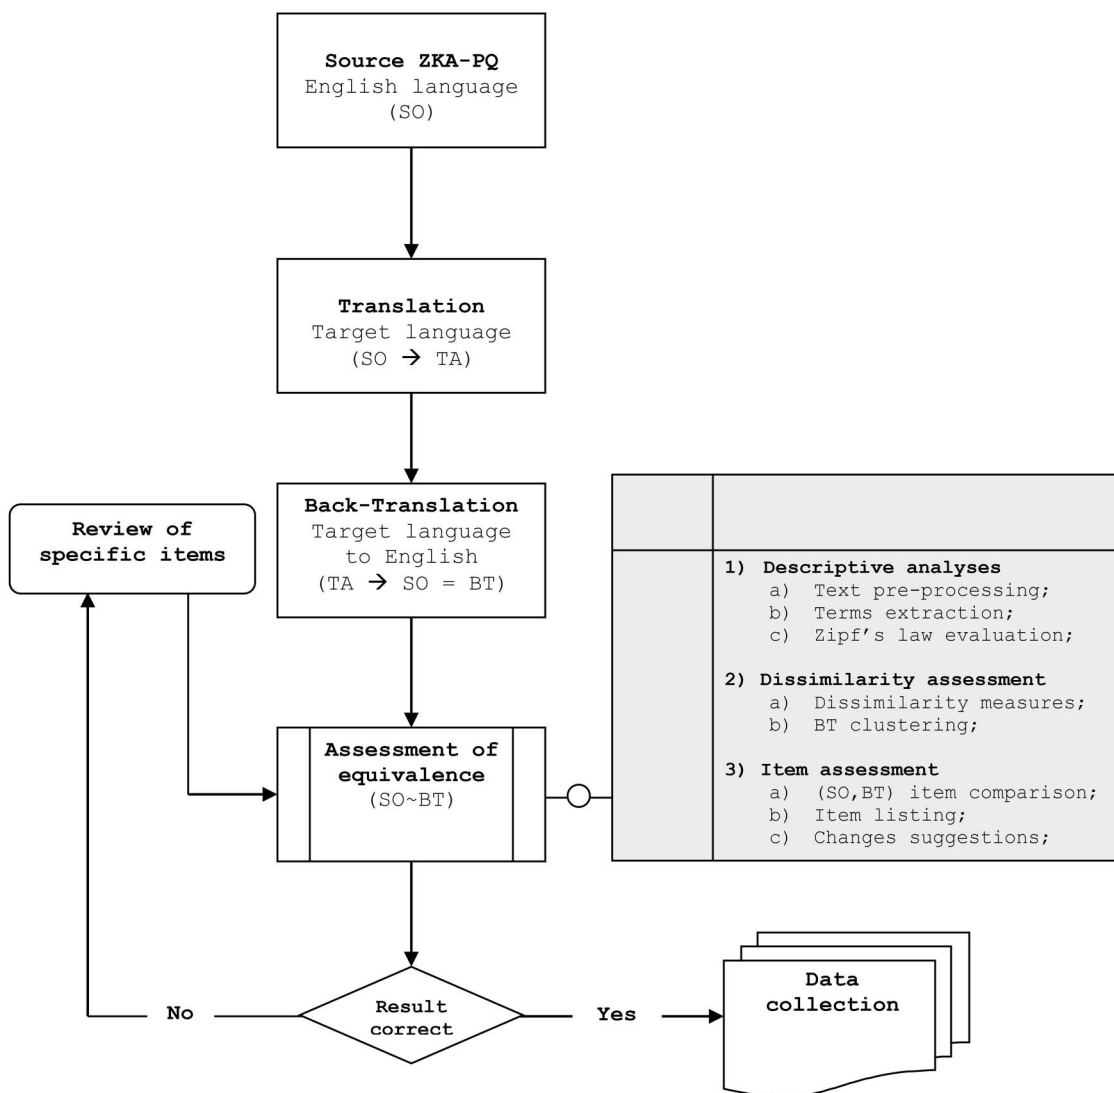 Source ZKA-PQ
English language
(SO)
Translation
Target language
(SO → TA)
Back-Translation
Target language
to English
(TA → SO = BT)
Review of
specific items
Assessment of
equivalence
(SO~BT)
1) Descriptive analyses
a) Text pre-processing;
b) Terms extraction;
c) Zipf’s law evaluation;
2) Dissimilarity assessment
a) Dissimilarity measures;
b) BT clustering;
3) Item assessment
a) (SO,BT) item comparison;
b) Item listing;
c) Changes suggestions;
Result
correct
No
Yes
Data
collection